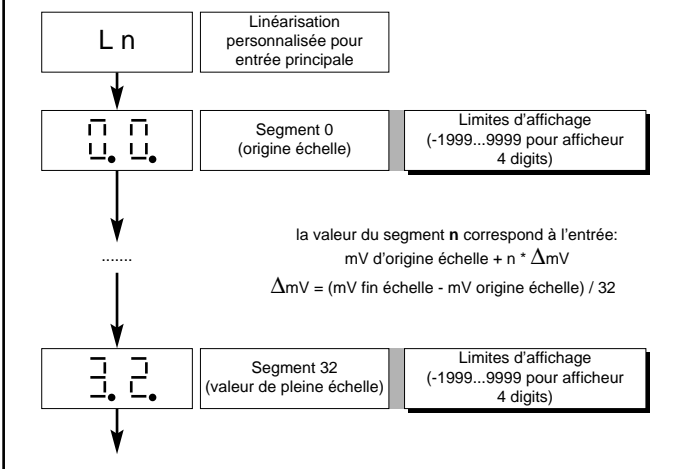 L n
Linéarisation
personnalisée pour
entrée principale
0.0.
Segment 0
(origine échelle)
Limites d'affichage
(-1999...9999 pour afficheur
4 digits)
.......
la valeur du segment n correspond à l'entrée:
mV d'origine échelle + n * ΔmV
ΔmV = (mV fin échelle - mV origine échelle) / 32
3.2.
Segment 32
(valeur de pleine échelle)
Limites d'affichage
(-1999...9999 pour afficheur
4 digits)